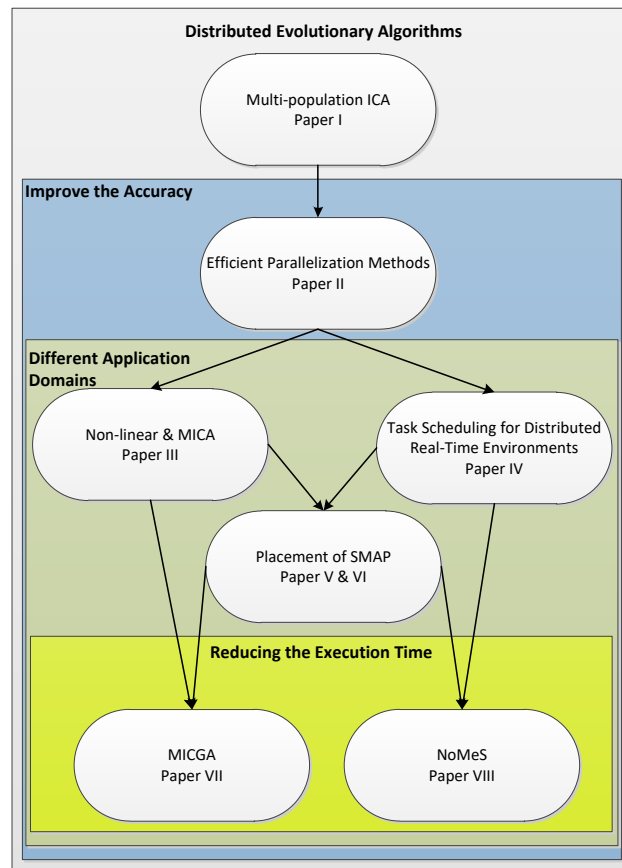 Distributed Evolutionary Algorithms
Multi-population ICA
Paper I
Improve the Accuracy
Efficient Parallelization Methods
Paper II
Different Application
Domains
Non-linear & MICA
Paper III
Task Scheduling for Distributed
Real-Time Environments
Paper IV
Placement of SMAP
Paper V & VI
Reducing the Execution Time
MICGA
Paper VII
NoMeS
Paper VIII